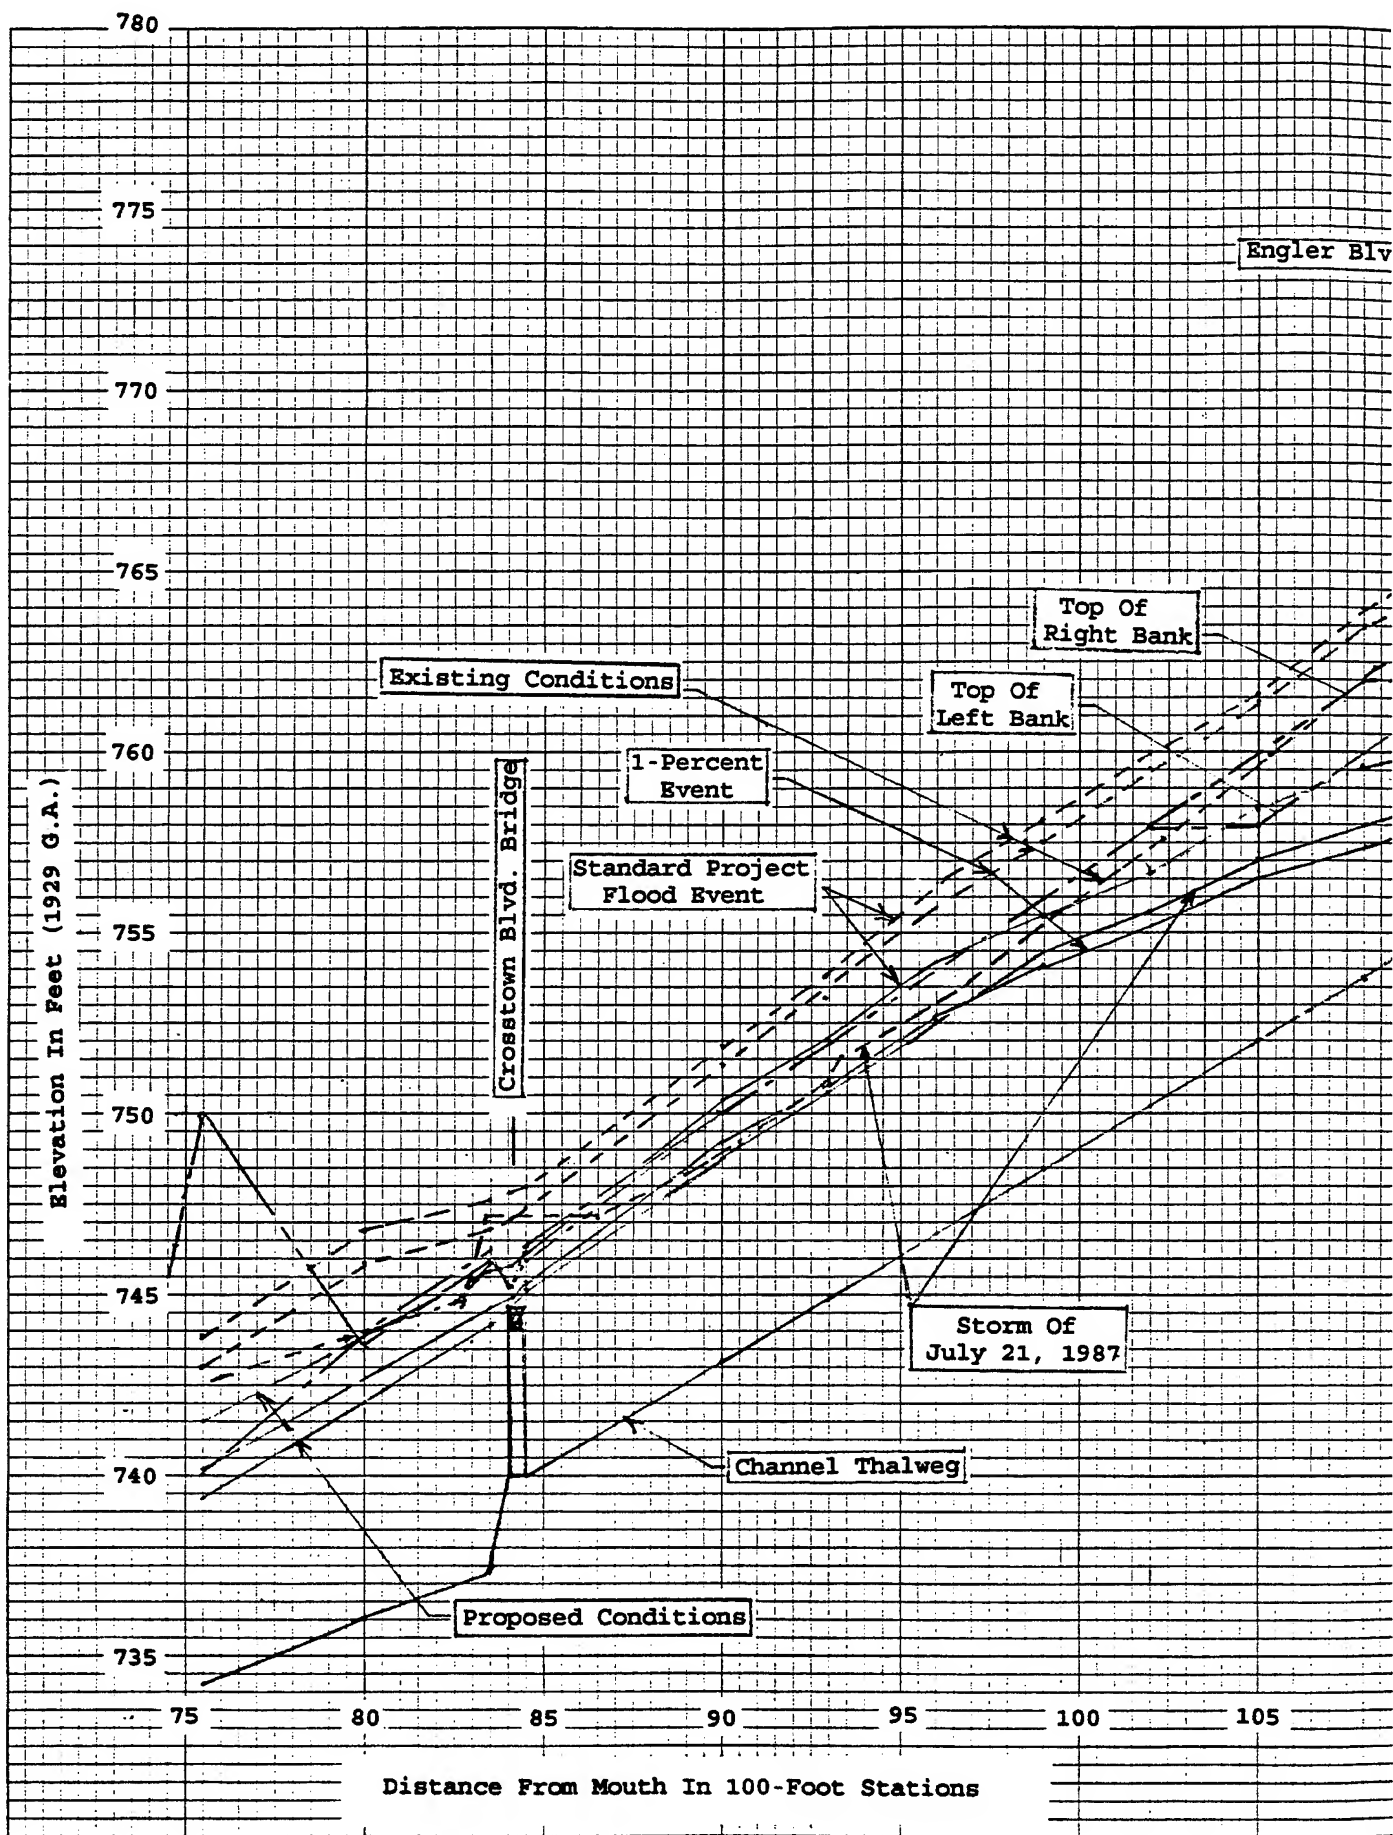 780
775
Engler Blv
770
765
Top Of
Right Bank
Existing Conditions
Top Of
Left Bank
760
1-Percent
Event
Crosstown Blvd. Bridge
Elevation In Feet (1929 G.A.)
Standard Project
Flood Event
755
750
745
Storm Of
July 21, 1987
Channel Thalweg
740
Proposed Conditions
735
75
80
85
90
95
100
105
Distance From Mouth In 100-Foot Stations